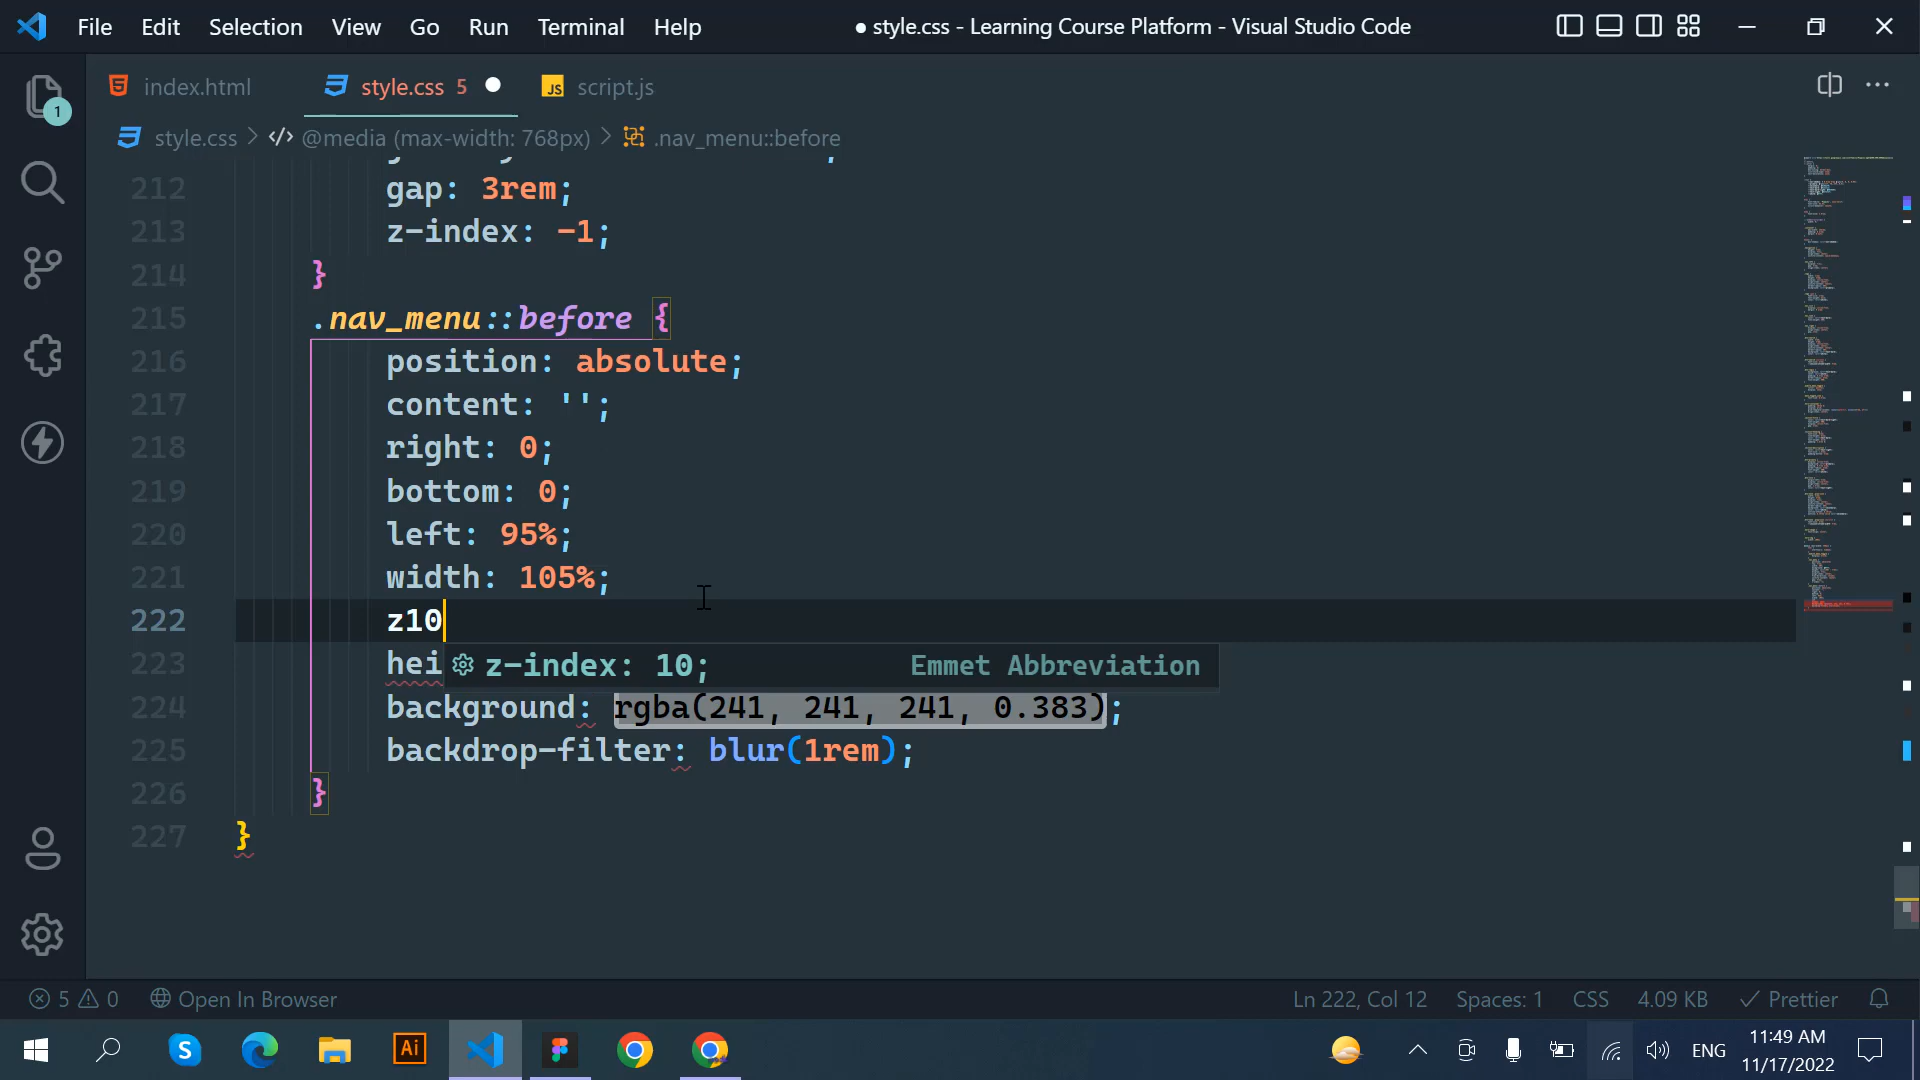 File Edit Selection View Go Run Terminal Help
● style.css - Learning Course Platform - Visual Studio Code
index.html
style.css 5
JS script.js
1
style.css > @media (max-width: 768px) > .nav_menu::before
212 gap: 3rem;
213 z-index: -1;
214 }
215 .nav_menu::before {
216 position: absolute;
217 content: '';
218 right: 0;
219 bottom: 0;
220 left: 95%;
221 width: 105%;
222 z10
z-index: 10; Emmet Abbreviation
223 hei
224 background: rgba(241, 241, 241, 0.383);
225 backdrop-filter: blur(1rem);
226 }
227 }
5 0 Open In Browser
Ln 222, Col 12 Spaces: 1 CSS 4.09 KB Prettier
S Ai ENG
11:49 AM
11/17/2022